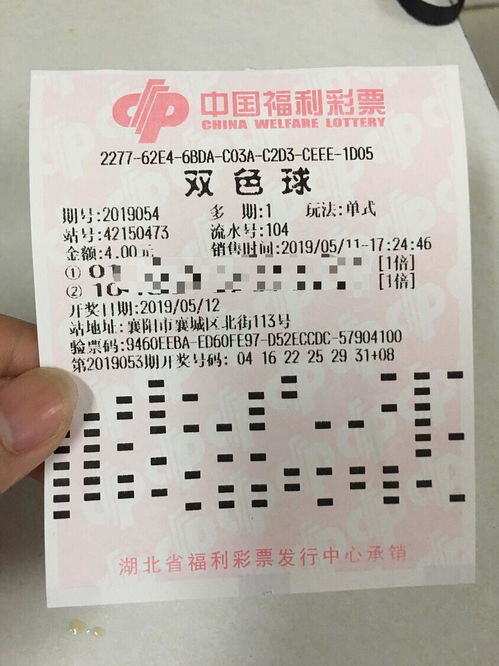 中国福利彩票
CHINA WELFARE LOTTERY
2277-62E4-6BDA-C03A-C2D3-CEEE-1D05
双色球
期号:2019054 多 期:1 玩法:单式
站号:42150473 流水号:104
金额:4.00元 销售时间:2019/05/11-17:24:46
① 01 [1倍]
② [1倍]
开奖日期:2019/05/12
站地址: 襄阳市襄城区北街113号
验票码:9460EEBA-ED60FE97-D52ECCDC-57904100
第2019053期开奖号码: 04 16 22 25 29 31+08
湖北省福利彩票发行中心承销